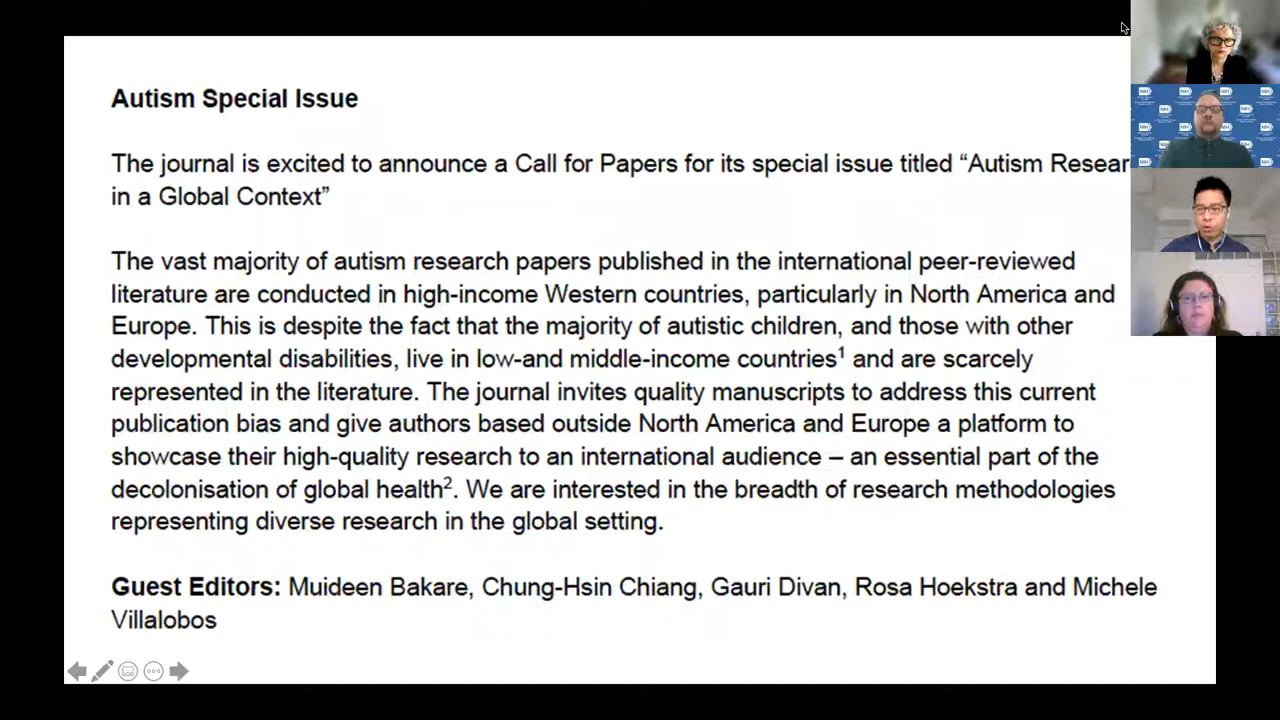 Autism Special Issue
The journal is excited to announce a Call for Papers for its special issue titled “Autism Resear
in a Global Context”
The vast majority of autism research papers published in the international peer-reviewed
literature are conducted in high-income Western countries, particularly in North America and
Europe. This is despite the fact that the majority of autistic children, and those with other
developmental disabilities, live in low-and middle-income countries¹ and are scarcely
represented in the literature. The journal invites quality manuscripts to address this current
publication bias and give authors based outside North America and Europe a platform to
showcase their high-quality research to an international audience – an essential part of the
decolonisation of global health². We are interested in the breadth of research methodologies
representing diverse research in the global setting.
Guest Editors: Muideen Bakare, Chung-Hsin Chiang, Gauri Divan, Rosa Hoekstra and Michele
Villalobos
NIH